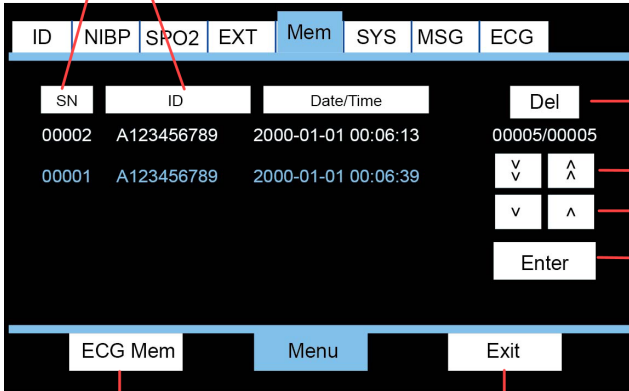 ID NIBP SPO2 EXT Mem SYS MSG ECG
SN ID Date/Time Del
00002 A123456789 2000-01-01 00:06:13 00005/00005
00001 A123456789 2000-01-01 00:06:39
Enter
ECG Mem Menu Exit